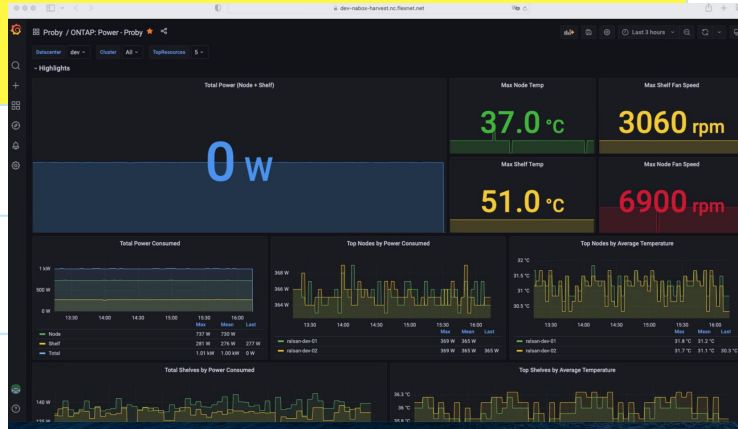 dev-nabox-harvest.nc.flexnet.net
Proby / ONTAP: Power - Proby
Last 3 hours
Datacenter dev Cluster All TopResources 5
Highlights
Total Power (Node + Shelf)
0 W
Max Node Temp
37.0 °C
Max Shelf Fan Speed
3060 rpm
Max Shelf Temp
51.0 °C
Max Node Fan Speed
6900 rpm
Total Power Consumed
1 kW
500 W
0 W
13:30 14:00 14:30 15:00 15:30 16:00
Max Mean Last
Node 737 W 730 W
Shelf 281 W 276 W 277 W
Total 1.01 kW 1.00 kW 0 W
Top Nodes by Power Consumed
368 W
366 W
364 W
13:30 14:00 14:30 15:00 15:30 16:00
Max Mean Last
ralsan-dev-01 369 W 365 W
ralsan-dev-02 369 W 365 W 365 W
Top Nodes by Average Temperature
32 °C
31.5 °C
31 °C
30.5 °C
13:30 14:00 14:30 15:00 15:30 16:00
Max Mean Last
ralsan-dev-01 31.8 °C 31.2 °C
ralsan-dev-02 31.7 °C 31.1 °C 30.3 °C
Total Shelves by Power Consumed
140 W
Top Shelves by Average Temperature
36.3 °C
36 °C